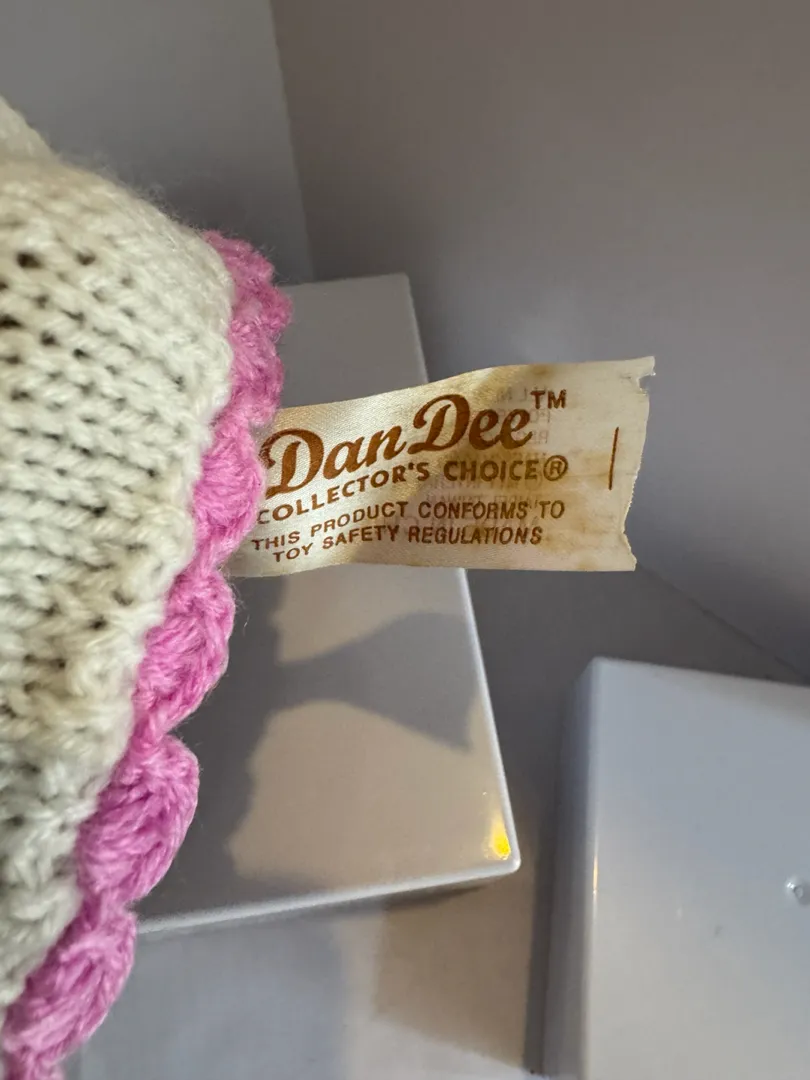 Dan Dee™
COLLECTOR'S CHOICE®
THIS PRODUCT CONFORMS TO
TOY SAFETY REGULATIONS